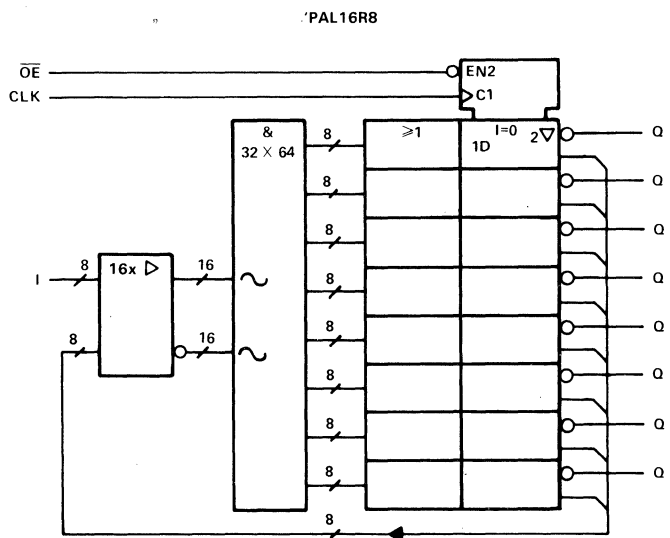 'PAL16R8
OE
EN2
CLK
C1
&
32 × 64
8
≥1
I=0
1D
2▽
Q
8
Q
8
Q
I
8
16x ▷
16
8
Q
8
16
8
Q
8
Q
8
Q
8
Q
8